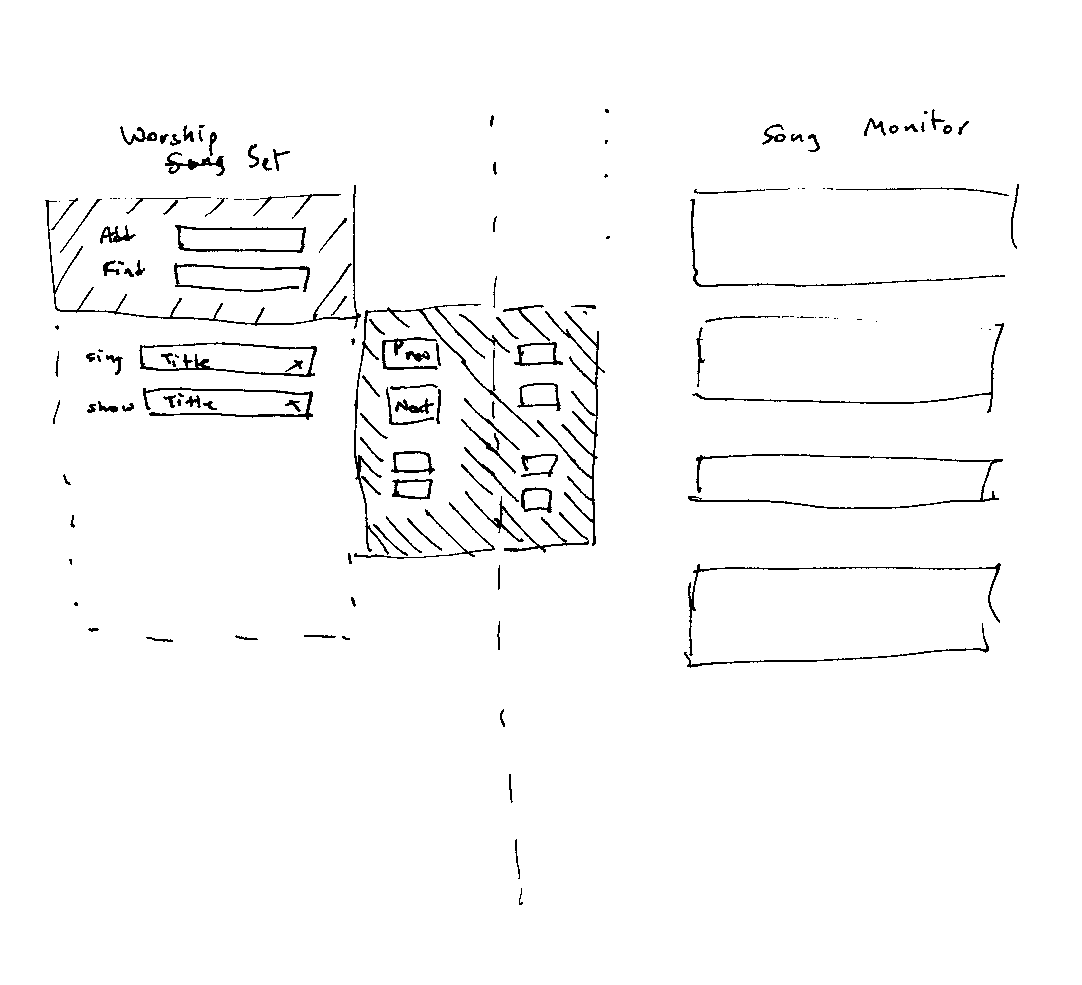 Worship
Song Set
Song Monitor
Add
Find
sing Title x
show Title
Prev
Next